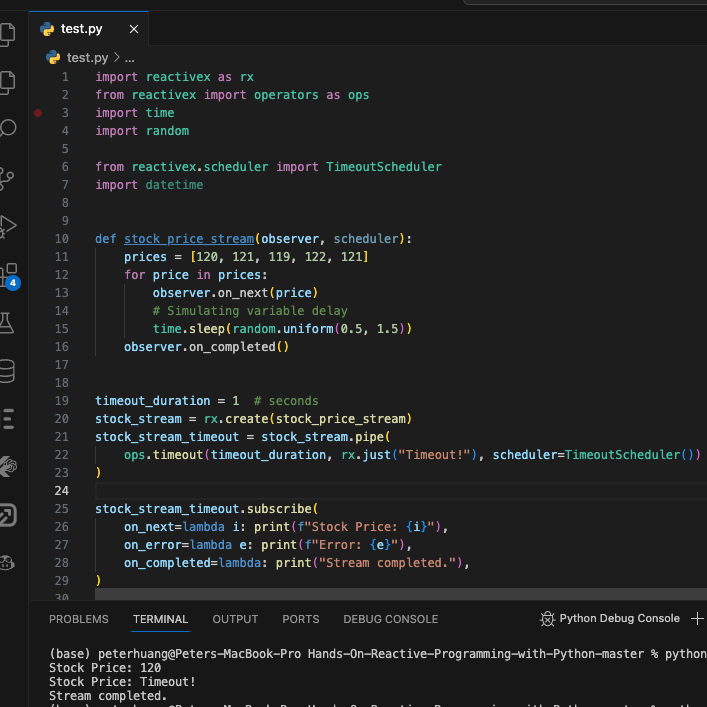 test.py
test.py > ...
1 import reactivex as rx
2 from reactivex import operators as ops
3 import time
4 import random
5
6 from reactivex.scheduler import TimeoutScheduler
7 import datetime
8
9
10 def stock_price_stream(observer, scheduler):
11     prices = [120, 121, 119, 122, 121]
12     for price in prices:
13         observer.on_next(price)
14         # Simulating variable delay
15         time.sleep(random.uniform(0.5, 1.5))
16     observer.on_completed()
17
18
19 timeout_duration = 1  # seconds
20 stock_stream = rx.create(stock_price_stream)
21 stock_stream_timeout = stock_stream.pipe(
22     ops.timeout(timeout_duration, rx.just("Timeout!"), scheduler=TimeoutScheduler())
23 )
24
4
25 stock_stream_timeout.subscribe(
26     on_next=lambda i: print(f"Stock Price: {i}"),
27     on_error=lambda e: print(f"Error: {e}"),
28     on_completed=lambda: print("Stream completed."),
29 )
30
PROBLEMS TERMINAL OUTPUT PORTS DEBUG CONSOLE Python Debug Console
(base) peterhuang@Peters-MacBook-Pro Hands-On-Reactive-Programming-with-Python-master % python
Stock Price: 120
Stock Price: Timeout!
Stream completed.